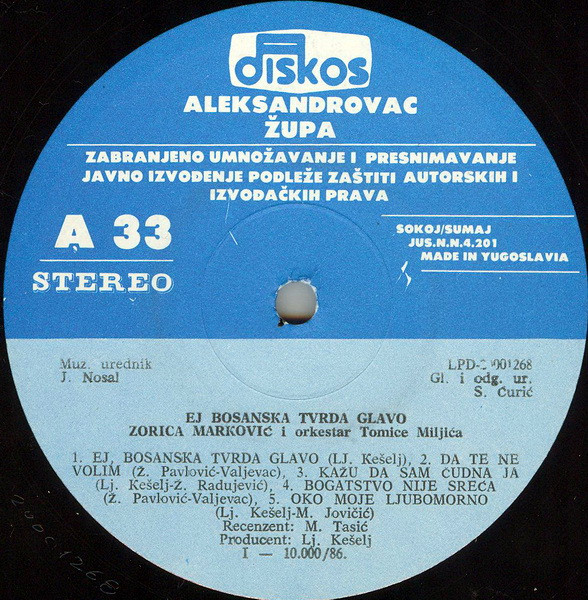 diskos
ALEKSANDROVAC
ŽUPA
ZABRANJENO UMNOŽAVANJE I PRESNIMAVANJE
JAVNO IZVOĐENJE PODLEŽE ZAŠTITI AUTORSKIH I
IZVOĐAČKIH PRAVA
A 33
STEREO
SOKOJ/SUMAJ
JUS.N.N.4.201
MADE IN YUGOSLAVIA
Muz. urednik
J. Nosal
LPD-20001268
Gl. i odg. ur.
S. Ćurić
EJ BOSANSKA TVRDA GLAVO
ZORICA MARKOVIĆ i orkestar Tomice Miljića
1. EJ, BOSANSKA TVRDA GLAVO (LJ. Kešelj), 2. DA TE NE
VOLIM (Ž. Pavlović-Valjevac), 3. KAŽU DA SAM ČUDNA JA
(Lj. Kešelj-Z. Radujević), 4. BOGATSTVO NIJE SREĆA
(Ž. Pavlović-Valjevac), 5. OKO MOJE LJUBOMORNO
(Lj. Kešelj-M. Jovičić)
Recenzent: M. Tasić
Producent: Lj. Kešelj
I — 10.000/86.
20001268